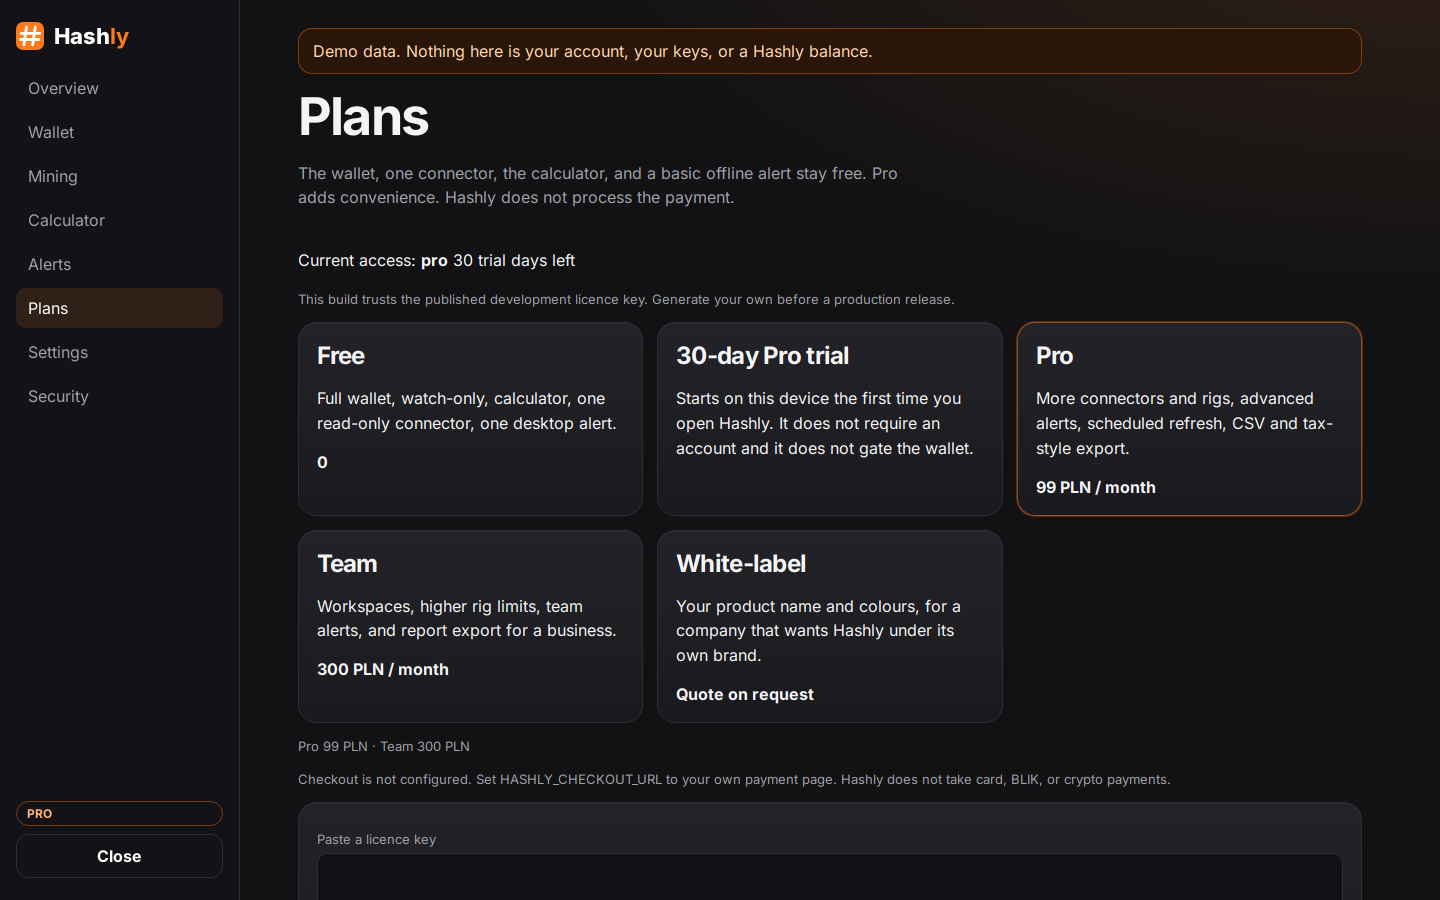 Hashly
Overview
Wallet
Mining
Calculator
Alerts
Plans
Settings
Security
PRO
Close
Demo data. Nothing here is your account, your keys, or a Hashly balance.
Plans
The wallet, one connector, the calculator, and a basic offline alert stay free. Pro
adds convenience. Hashly does not process the payment.
Current access: pro 30 trial days left
This build trusts the published development licence key. Generate your own before a production release.
Free
Full wallet, watch-only, calculator, one
read-only connector, one desktop alert.
0
30-day Pro trial
Starts on this device the first time you
open Hashly. It does not require an
account and it does not gate the wallet.
Pro
More connectors and rigs, advanced
alerts, scheduled refresh, CSV and tax-
style export.
99 PLN / month
Team
Workspaces, higher rig limits, team
alerts, and report export for a business.
300 PLN / month
White-label
Your product name and colours, for a
company that wants Hashly under its
own brand.
Quote on request
Pro 99 PLN · Team 300 PLN
Checkout is not configured. Set HASHLY_CHECKOUT_URL to your own payment page. Hashly does not take card, BLIK, or crypto payments.
Paste a licence key